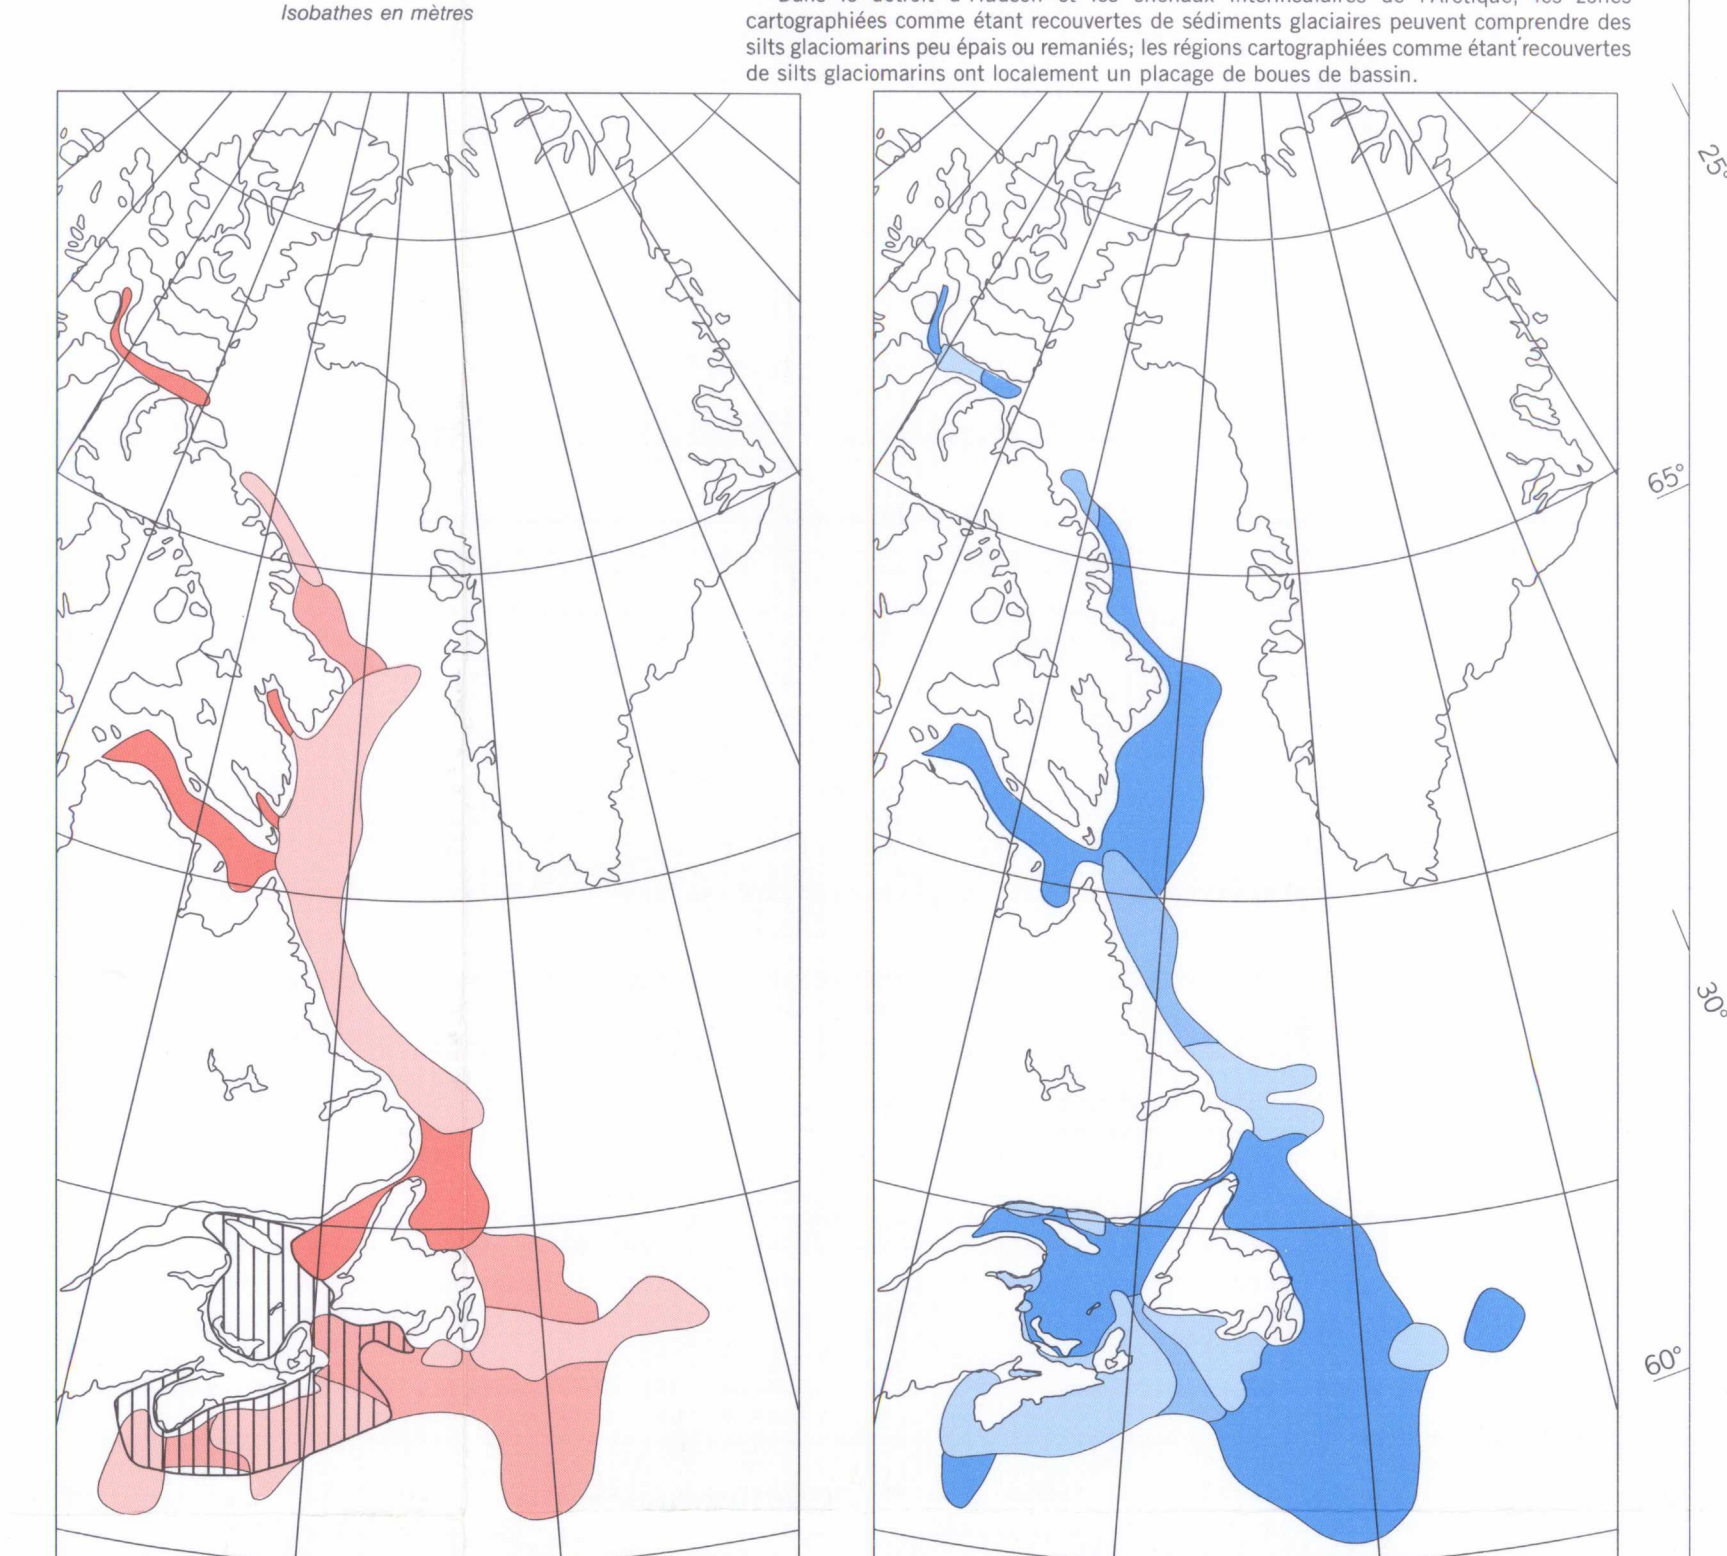 Isobathes en mètres
cartographiées comme étant recouvertes de sédiments glaciaires peuvent comprendre des
silts glaciomarins peu épais ou remaniés; les régions cartographiées comme étant recouvertes
de silts glaciomarins ont localement un placage de boues de bassin.
25°
65°
30°
60°